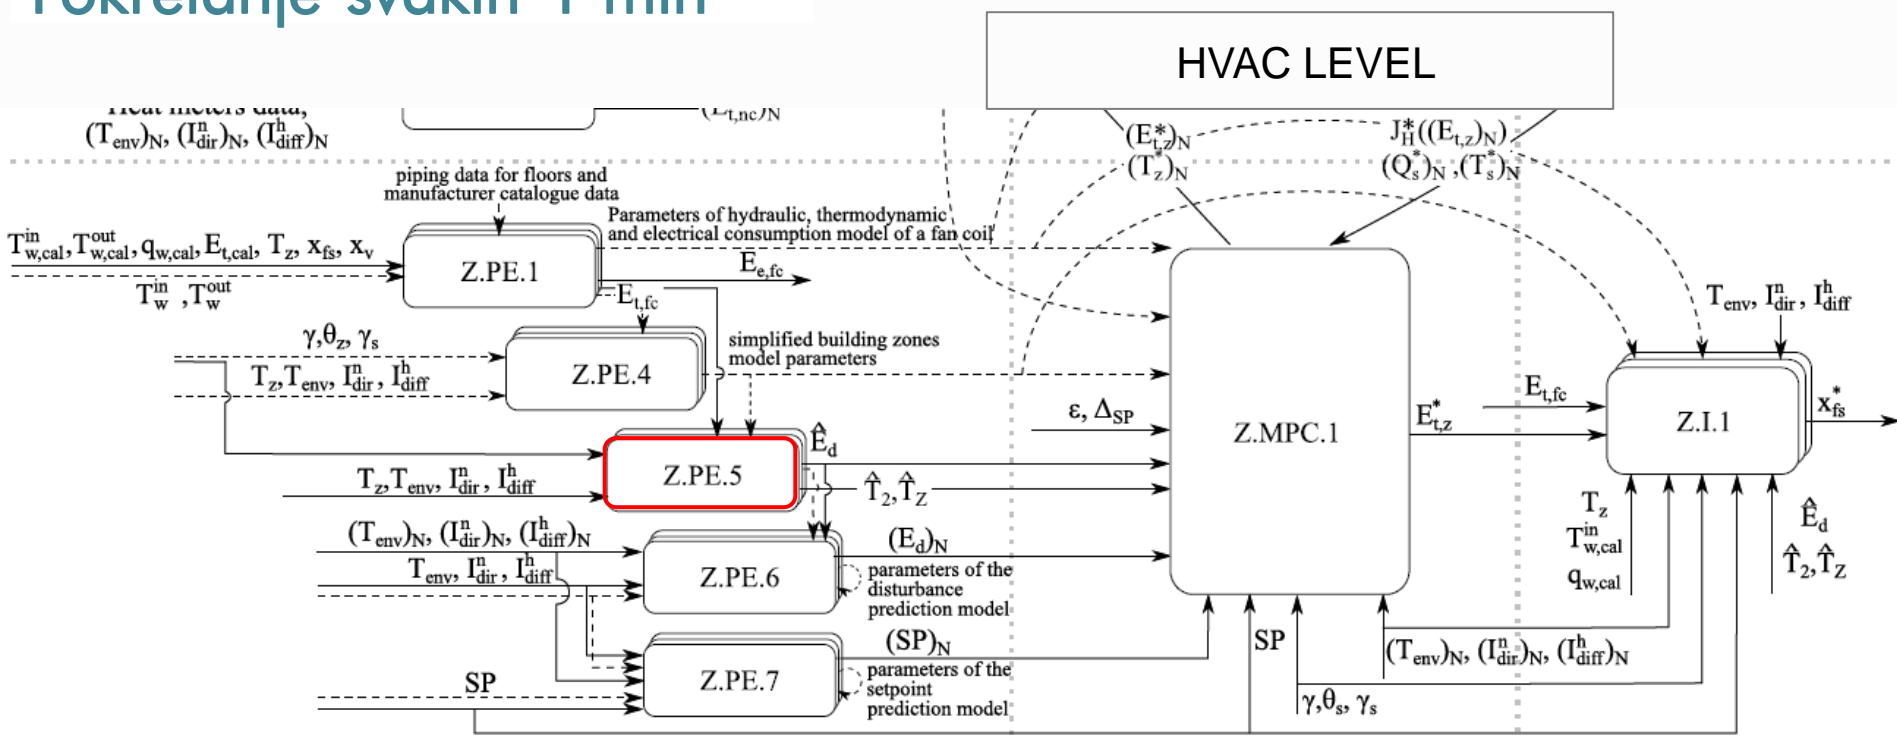 Pokretanje svakih 1 min
HVAC LEVEL
Heat meters data,
(T_env)_N, (I^n_dir)_N, (I^h_diff)_N
(E_t,nc)_N
(E*_t,z)_N
(T*_z)_N
J*_H((E_t,z)_N)
(Q*_s)_N ,(T*_s)_N
piping data for floors and
manufacturer catalogue data
Parameters of hydraulic, thermodynamic
and electrical consumption model of a fan coil
T^in_w,cal, T^out_w,cal, q_w,cal, E_t,cal, T_z, x_fs, x_v
T^in_w ,T^out_w
Z.PE.1
E_e,fc
E_t,fc
γ,θ_z, γ_s
T_z,T_env, I^n_dir, I^h_diff
Z.PE.4
simplified building zones
model parameters
T_z,T_env, I^n_dir, I^h_diff
Z.PE.5
Ê_d
T̂_2,T̂_Z
(T_env)_N, (I^n_dir)_N, (I^h_diff)_N
T_env, I^n_dir, I^h_diff
Z.PE.6
(E_d)_N
parameters of the
disturbance
prediction model
SP
Z.PE.7
(SP)_N
parameters of the
setpoint
prediction model
ε, Δ_SP
Z.MPC.1
E*_t,z
SP
(T_env)_N, (I^n_dir)_N, (I^h_diff)_N
γ,θ_s, γ_s
T_env, I^n_dir, I^h_diff
E_t,fc
Z.I.1
x*_fs
T_z
T^in_w,cal
q_w,cal
Ê_d
T̂_2,T̂_Z